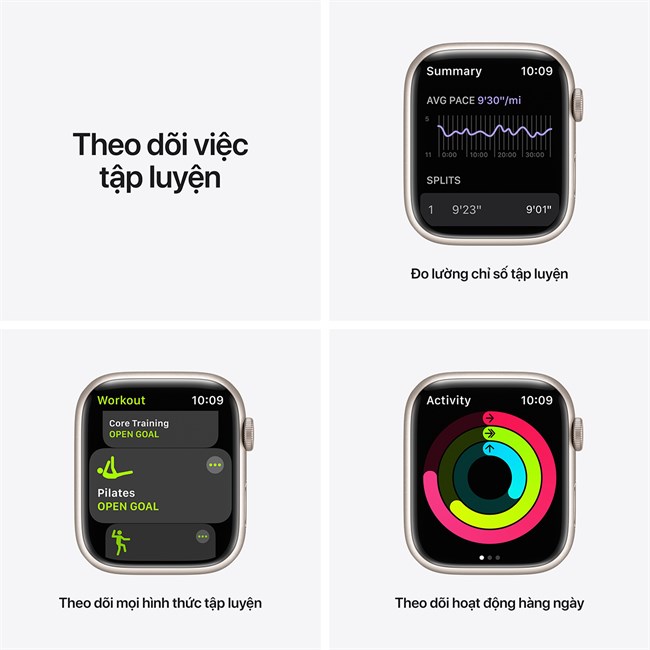 Theo dõi việc
tập luyện
Summary 10:09
AVG PACE 9'30"/mi
5
11 0:00 10:00 20:00 30:00
SPLITS
1 9'23" 9'01"
Đo lường chỉ số tập luyện
Workout 10:09
Core Training
OPEN GOAL
Pilates
OPEN GOAL
Theo dõi mọi hình thức tập luyện
Activity 10:09
Theo dõi hoạt động hàng ngày